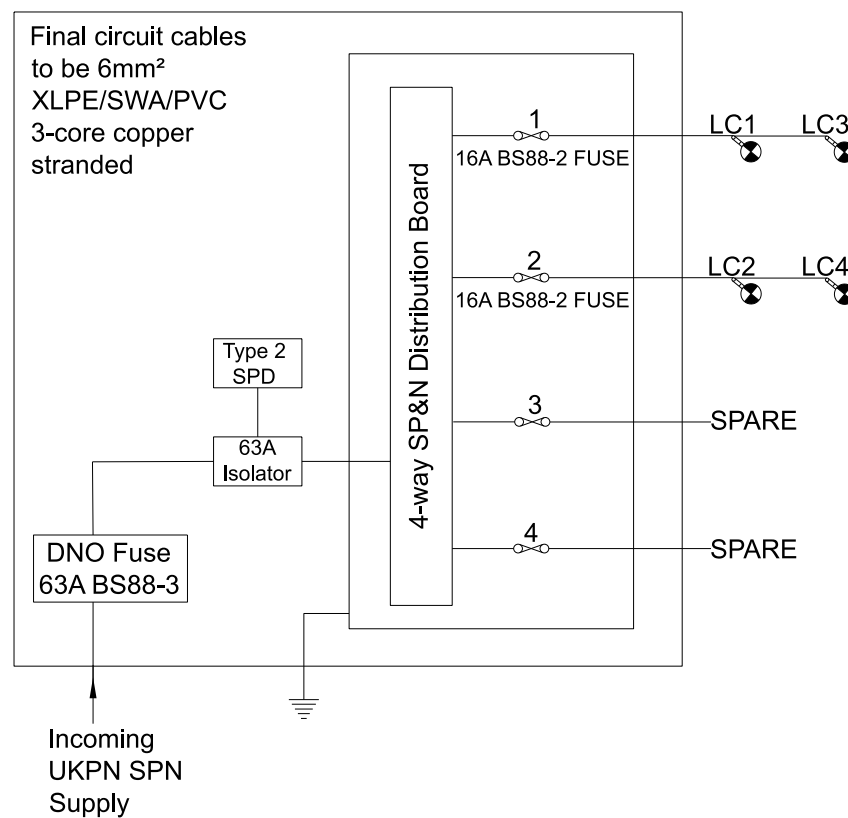 Final circuit cables
to be 6mm²
XLPE/SWA/PVC
3-core copper
stranded
4-way SP&N Distribution Board
1
16A BS88-2 FUSE
LC1
LC3
2
16A BS88-2 FUSE
LC2
LC4
Type 2
SPD
63A
Isolator
3
SPARE
4
SPARE
DNO Fuse
63A BS88-3
Incoming
UKPN SPN
Supply